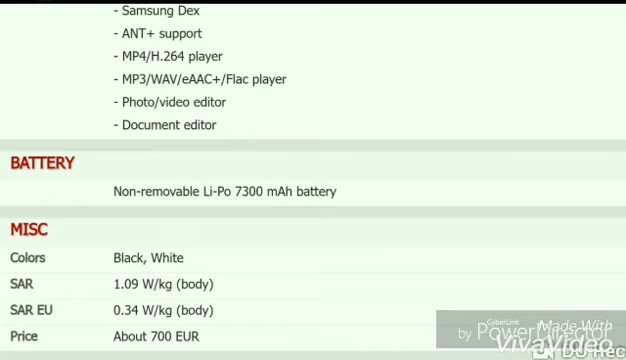 - Samsung Dex
- ANT+ support
- MP4/H.264 player
- MP3/WAV/eAAC+/Flac player
- Photo/video editor
- Document editor
BATTERY
Non-removable Li-Po 7300 mAh battery
MISC
Colors Black, White
SAR 1.09 W/kg (body)
SAR EU 0.34 W/kg (body)
Price About 700 EUR
CyberLink
by PowerDirector
Made With
VivaVideo
DU Rec